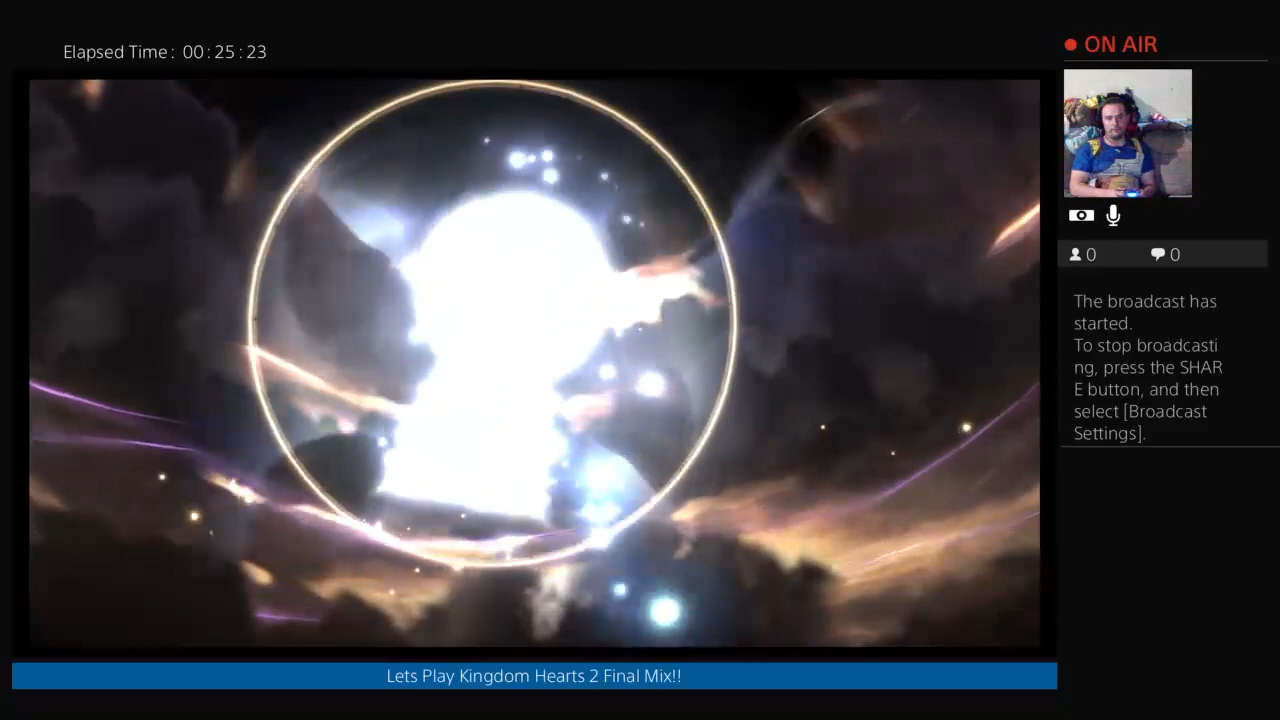 Elapsed Time: 00:25:23
ON AIR
0 0
The broadcast has
started.
To stop broadcasti
ng, press the SHAR
E button, and then
select [Broadcast
Settings].
Lets Play Kingdom Hearts 2 Final Mix!!